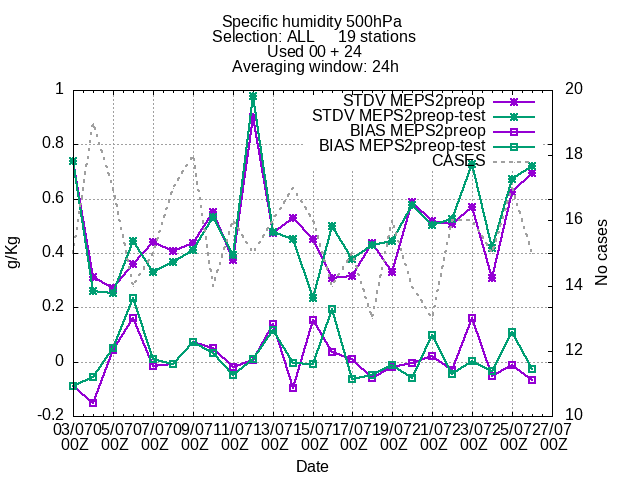 Specific humidity 500hPa
Selection: ALL 19 stations
Used 00 + 24
Averaging window: 24h
STDV MEPS2preop
STDV MEPS2preop-test
BIAS MEPS2preop
BIAS MEPS2preop-test
CASES
1
0.8
0.6
0.4
0.2
0
-0.2
g/Kg
20
18
16
14
12
10
No cases
03/07 05/07 07/07 09/07 11/07 13/07 15/07 17/07 19/07 21/07 23/07 25/07 27/07
00Z 00Z 00Z 00Z 00Z 00Z 00Z 00Z 00Z 00Z 00Z 00Z 00Z
Date